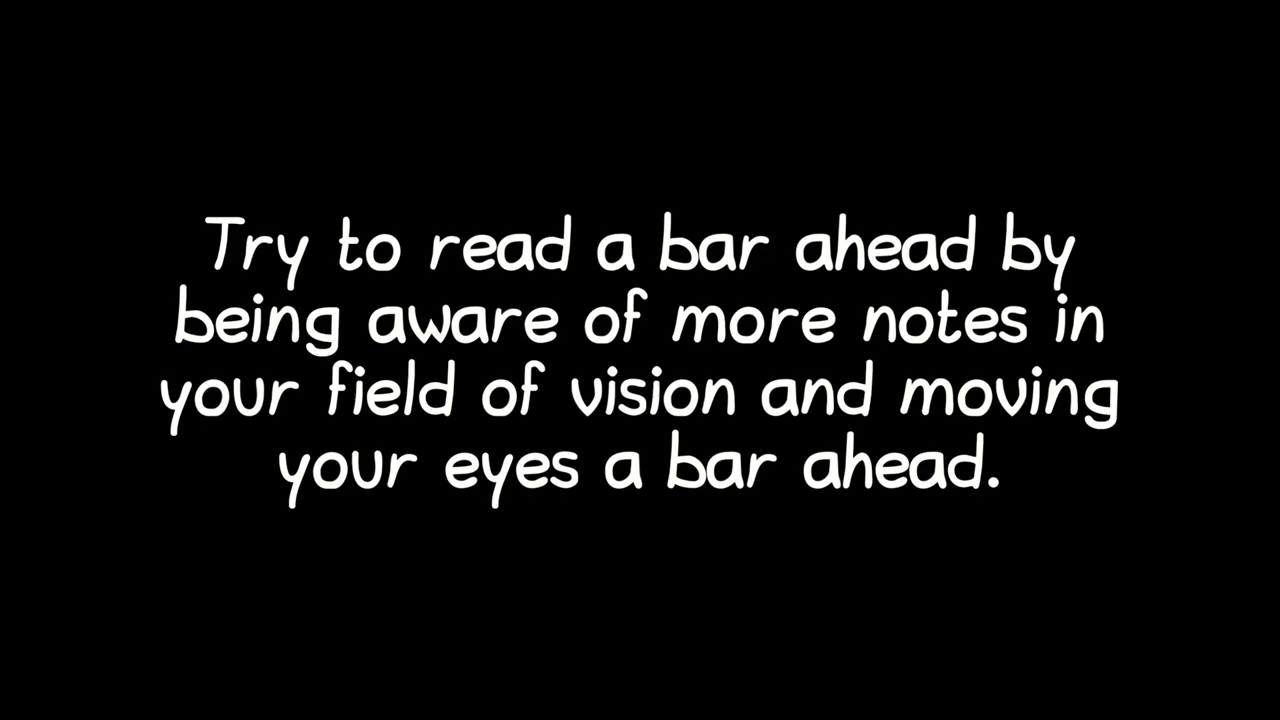 Try to read a bar ahead by
being aware of more notes in
your field of vision and moving
your eyes a bar ahead.